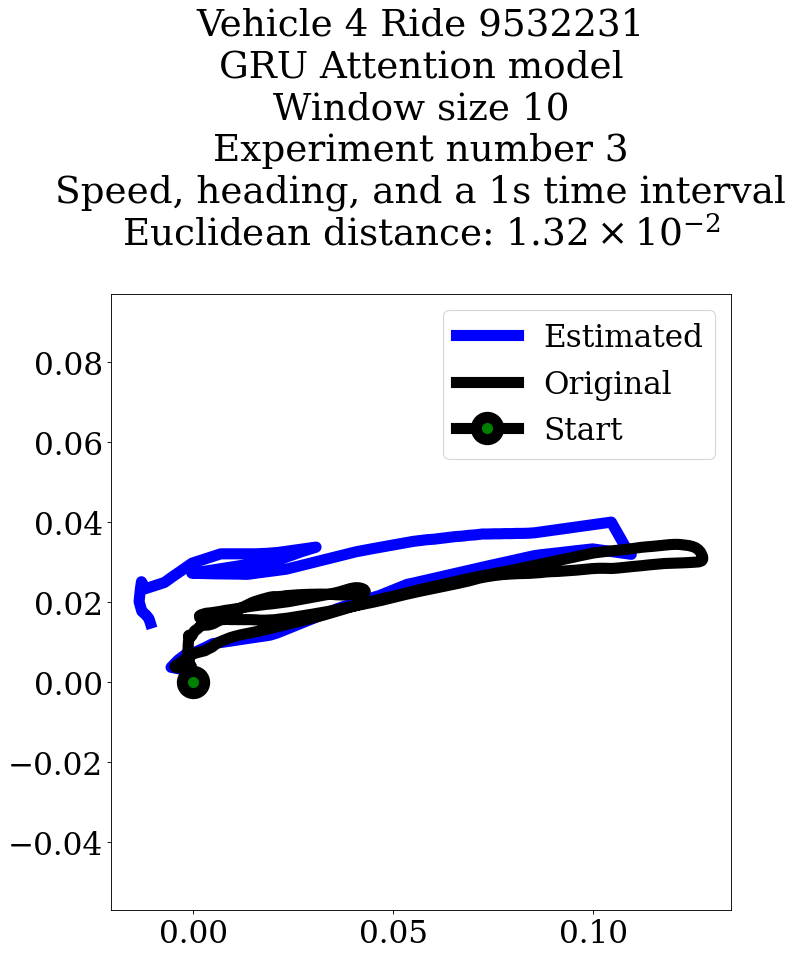 Vehicle 4 Ride 9532231
GRU Attention model
Window size 10
Experiment number 3
Speed, heading, and a 1s time interval
Euclidean distance: 1.32 × 10⁻²
Estimated
Original
Start
0.08
0.06
0.04
0.02
0.00
−0.02
−0.04
0.00 0.05 0.10